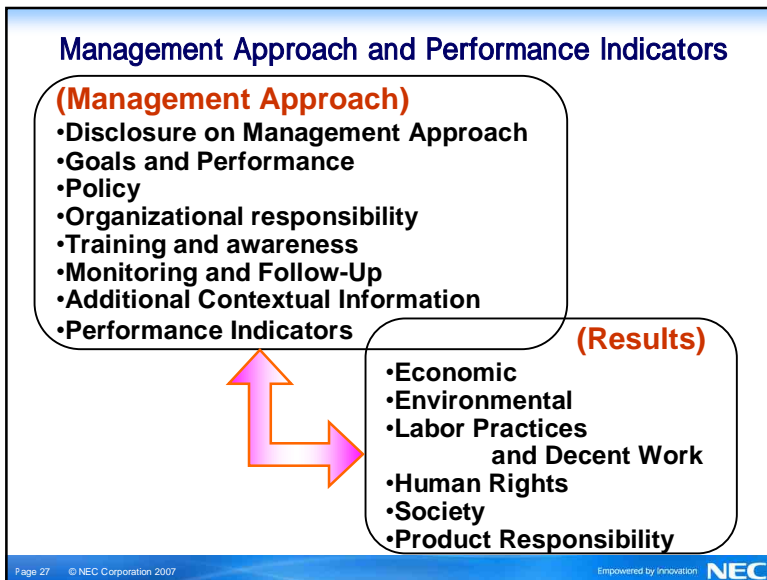 Management Approach and Performance Indicators
(Management Approach)
•Disclosure on Management Approach
•Goals and Performance
•Policy
•Organizational responsibility
•Training and awareness
•Monitoring and Follow-Up
•Additional Contextual Information
•Performance Indicators
(Results)
•Economic
•Environmental
•Labor Practices
and Decent Work
•Human Rights
•Society
•Product Responsibility
Page 27 © NEC Corporation 2007
Empowered by Innovation NEC